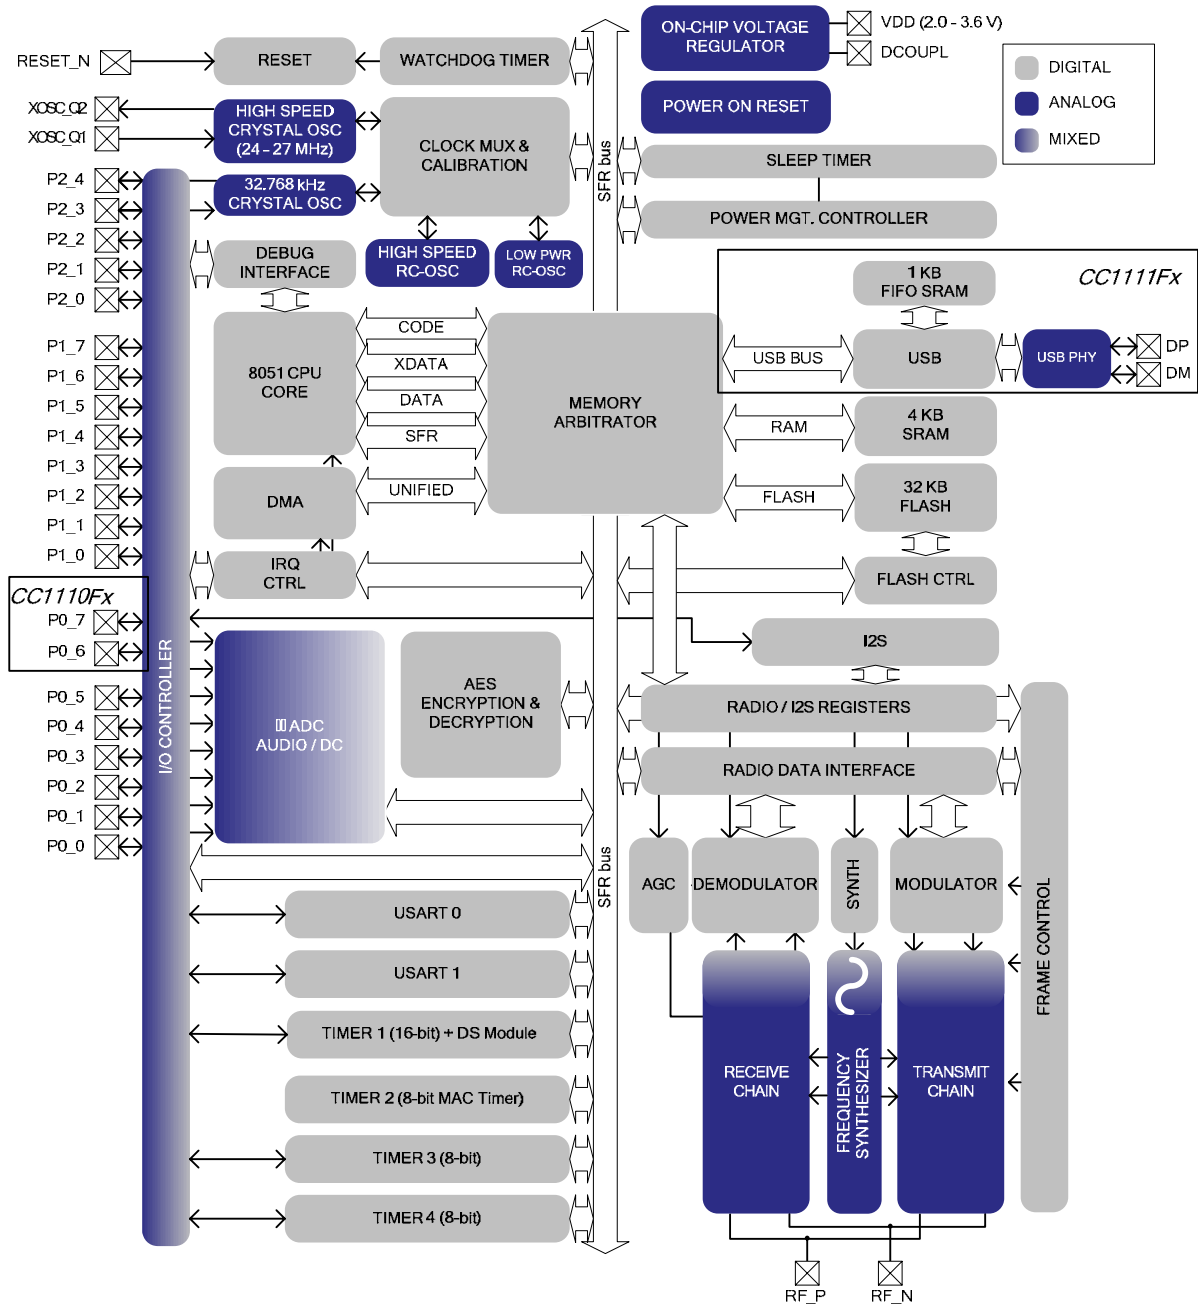 ON-CHIP VOLTAGE
REGULATOR
VDD (2.0 - 3.6 V)
DCOUPL
DIGITAL
ANALOG
MIXED
RESET_N
RESET
WATCHDOG TIMER
POWER ON RESET
XOSC_Q2
XOSC_Q1
HIGH SPEED
CRYSTAL OSC
(24 - 27 MHz)
CLOCK MUX &
CALIBRATION
SFR bus
SLEEP TIMER
POWER MGT. CONTROLLER
P2_4
P2_3
P2_2
P2_1
P2_0
32.768 kHz
CRYSTAL OSC
DEBUG
INTERFACE
HIGH SPEED
RC-OSC
LOW PWR
RC-OSC
1 KB
FIFO SRAM
CC1111Fx
P1_7
P1_6
P1_5
P1_4
P1_3
P1_2
P1_1
P1_0
8051 CPU
CORE
CODE
XDATA
DATA
SFR
MEMORY
ARBITRATOR
USB BUS
USB
USB PHY
DP
DM
RAM
4 KB
SRAM
DMA
UNIFIED
FLASH
32 KB
FLASH
IRQ
CTRL
FLASH CTRL
CC1110Fx
P0_7
P0_6
P0_5
P0_4
P0_3
P0_2
P0_1
P0_0
I/O CONTROLLER
ADC
AUDIO / DC
AES
ENCRYPTION &
DECRYPTION
I2S
RADIO / I2S REGISTERS
RADIO DATA INTERFACE
SFR bus
AGC
DEMODULATOR
SYNTH
MODULATOR
FRAME CONTROL
USART 0
USART 1
TIMER 1 (16-bit) + DS Module
TIMER 2 (8-bit MAC Timer)
TIMER 3 (8-bit)
TIMER 4 (8-bit)
RECEIVE
CHAIN
FREQUENCY
SYNTHESIZER
TRANSMIT
CHAIN
RF_P
RF_N